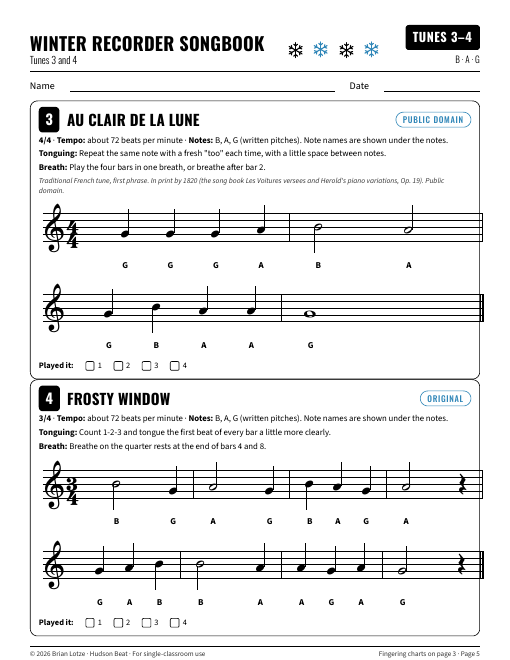 WINTER RECORDER SONGBOOK
TUNES 3–4
Tunes 3 and 4
B · A · G
Name
Date
3 AU CLAIR DE LA LUNE
PUBLIC DOMAIN
4/4 · Tempo: about 72 beats per minute · Notes: B, A, G (written pitches). Note names are shown under the notes.
Tonguing: Repeat the same note with a fresh "too" each time, with a little space between notes.
Breath: Play the four bars in one breath, or breathe after bar 2.
Traditional French tune, first phrase. In print by 1820 (the song book Les Voitures versees and Herold's piano variations, Op. 19). Public
domain.
4
4
G G G A B A
G B A A G
Played it: 1 2 3 4
4 FROSTY WINDOW
ORIGINAL
3/4 · Tempo: about 72 beats per minute · Notes: B, A, G (written pitches). Note names are shown under the notes.
Tonguing: Count 1-2-3 and tongue the first beat of every bar a little more clearly.
Breath: Breathe on the quarter rests at the end of bars 4 and 8.
3
4
B G A G B A G A
G A B B A A G A G
Played it: 1 2 3 4
© 2026 Brian Lotze · Hudson Beat · For single-classroom use
Fingering charts on page 3 · Page 5